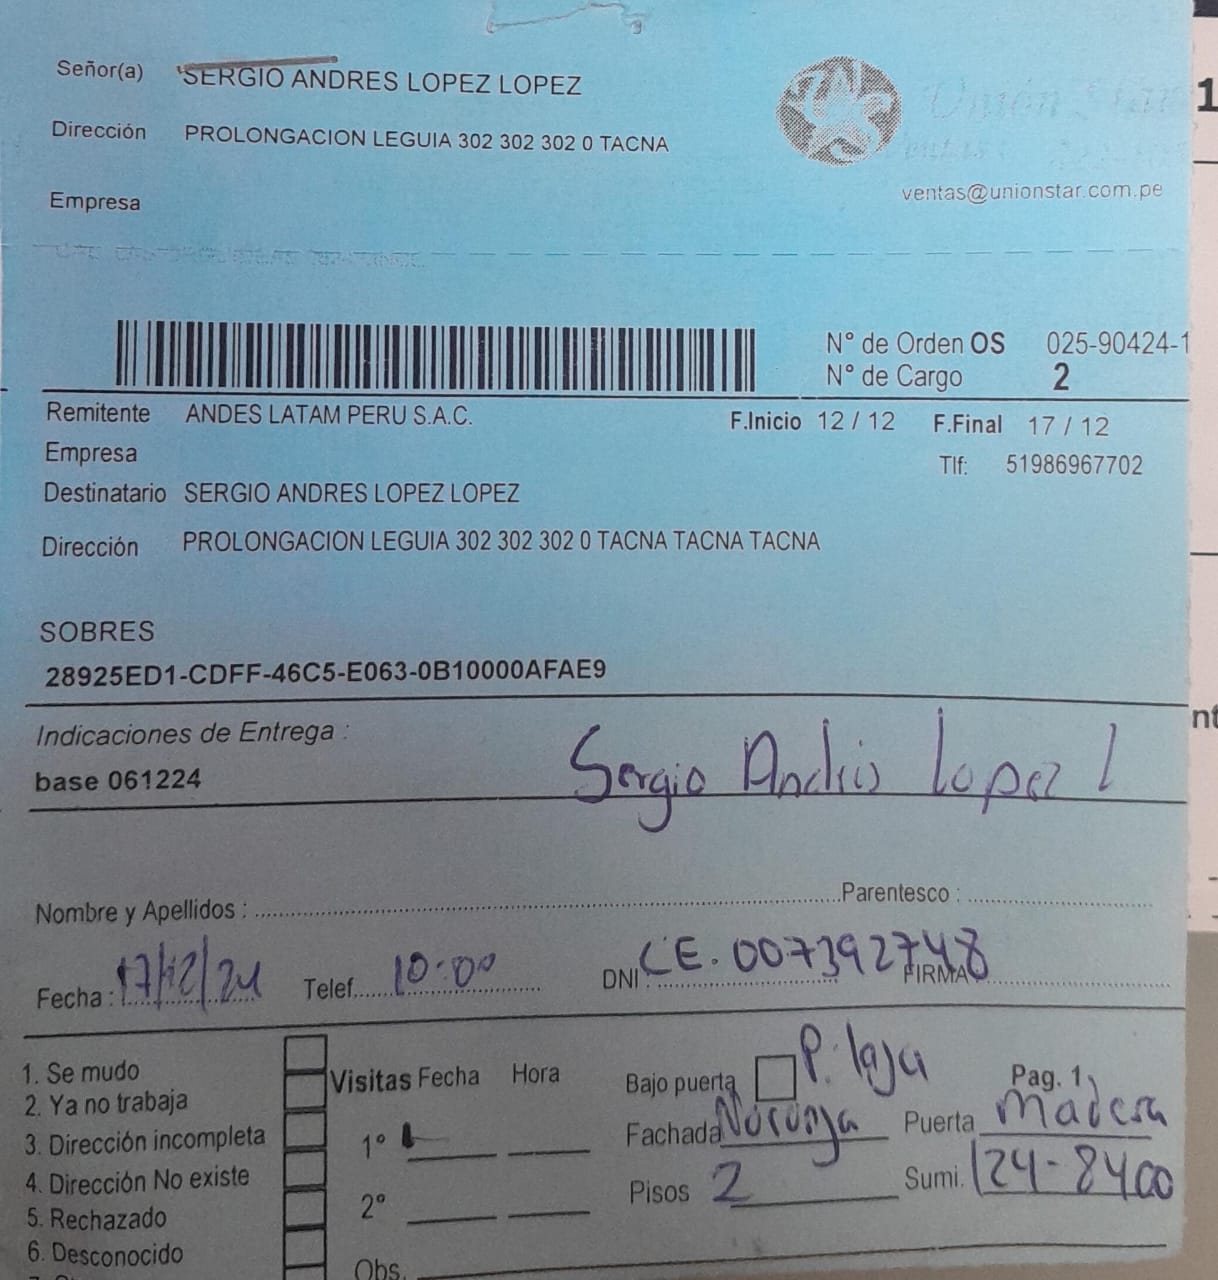 Señor(a) SERGIO ANDRES LOPEZ LOPEZ
Dirección PROLONGACION LEGUIA 302 302 302 0 TACNA
1
ventas@unionstar.com.pe
Empresa
N° de Orden OS 025-90424-1
N° de Cargo 2
Remitente ANDES LATAM PERU S.A.C. F.Inicio 12 / 12 F.Final 17 / 12
Empresa Tlf: 51986967702
Destinatario SERGIO ANDRES LOPEZ LOPEZ
Dirección PROLONGACION LEGUIA 302 302 302 0 TACNA TACNA TACNA
SOBRES
28925ED1-CDFF-46C5-E063-0B10000AFAE9
Indicaciones de Entrega :
base 061224
Sergio Andrés Lopez L
Nombre y Apellidos : Parentesco :
Fecha : 17/12/24 Telef. 10:00 DNI : CE. 007392748 FIRMA
1. Se mudo
2. Ya no trabaja
3. Dirección incompleta
4. Dirección No existe
5. Rechazado
6. Desconocido
Visitas Fecha Hora
1°
2°
Obs.
Bajo puerta P. laja Pag. 1
Fachada Naranja Puerta Madera
Pisos 2 Sumi. 124-8400